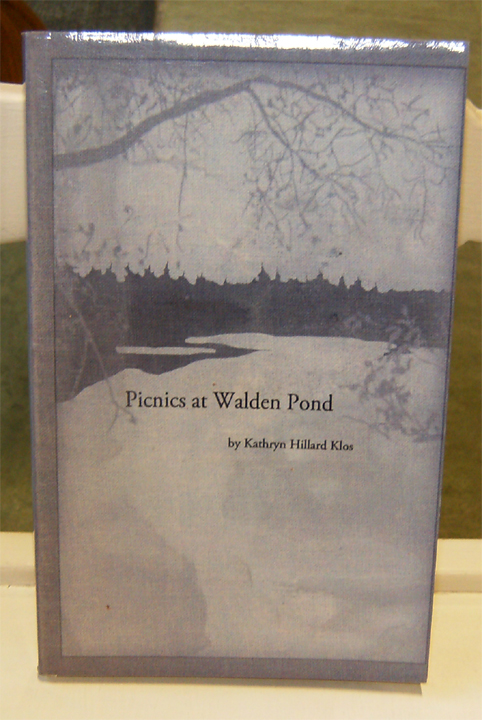 Picnics at Walden Pond
by Kathryn Hillard Klos